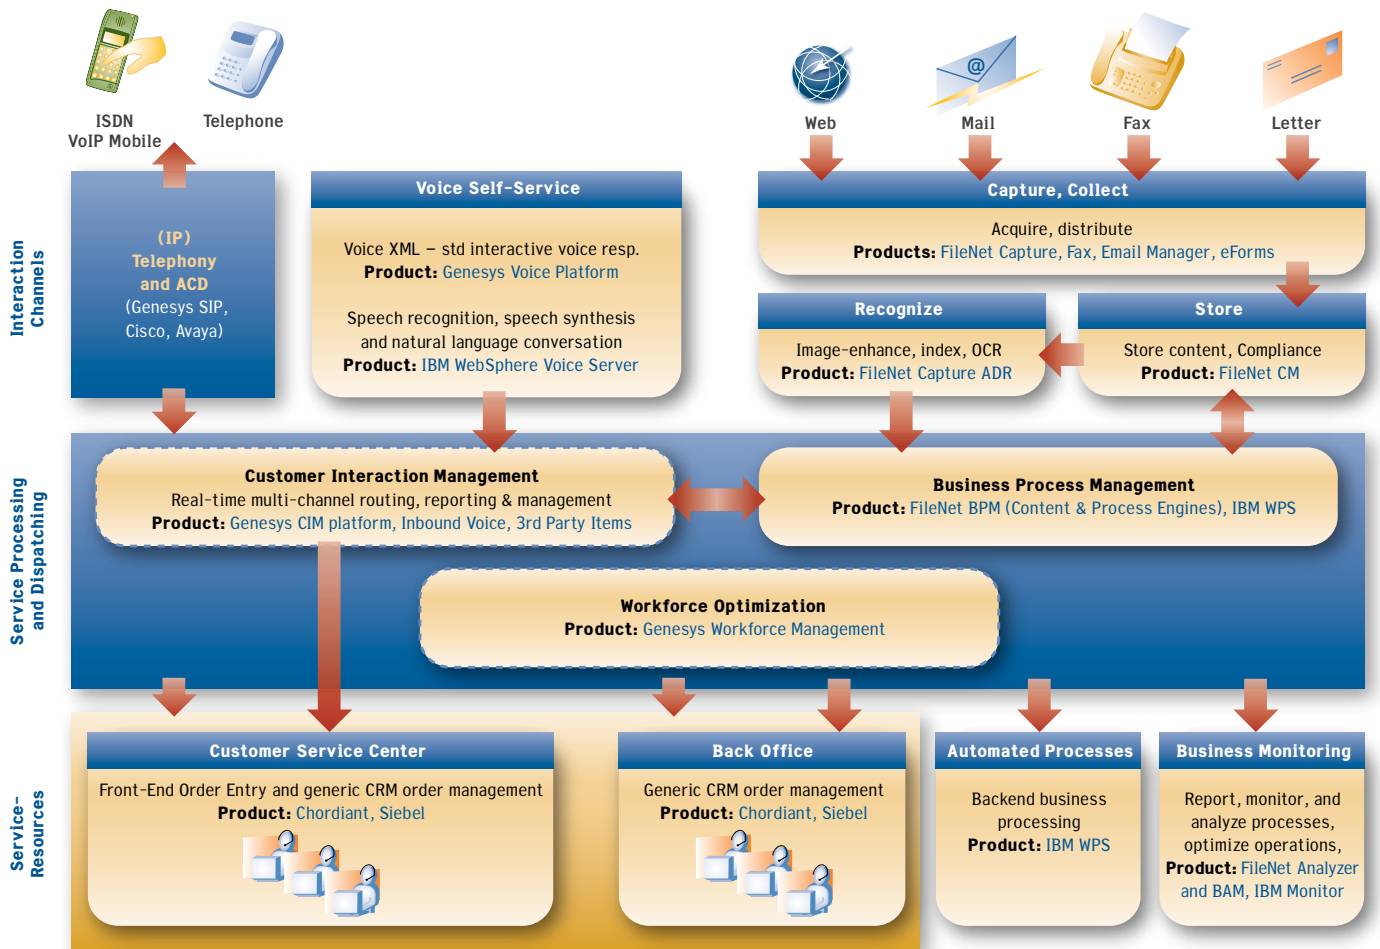 ISDN
VoIP Mobile
Telephone
Web
Mail
Fax
Letter
Interaction
Channels
(IP)
Telephony
and ACD
(Genesys SIP,
Cisco, Avaya)
Voice Self-Service
Voice XML – std interactive voice resp.
Product: Genesys Voice Platform
Speech recognition, speech synthesis
and natural language conversation
Product: IBM WebSphere Voice Server
Capture, Collect
Acquire, distribute
Products: FileNet Capture, Fax, Email Manager, eForms
Recognize
Image-enhance, index, OCR
Product: FileNet Capture ADR
Store
Store content, Compliance
Product: FileNet CM
Service Processing
and Dispatching
Customer Interaction Management
Real-time multi-channel routing, reporting & management
Product: Genesys CIM platform, Inbound Voice, 3rd Party Items
Business Process Management
Product: FileNet BPM (Content & Process Engines), IBM WPS
Workforce Optimization
Product: Genesys Workforce Management
Service-
Resources
Customer Service Center
Front-End Order Entry and generic CRM order management
Product: Chordiant, Siebel
Back Office
Generic CRM order management
Product: Chordiant, Siebel
Automated Processes
Backend business
processing
Product: IBM WPS
Business Monitoring
Report, monitor, and
analyze processes,
optimize operations,
Product: FileNet Analyzer
and BAM, IBM Monitor
@